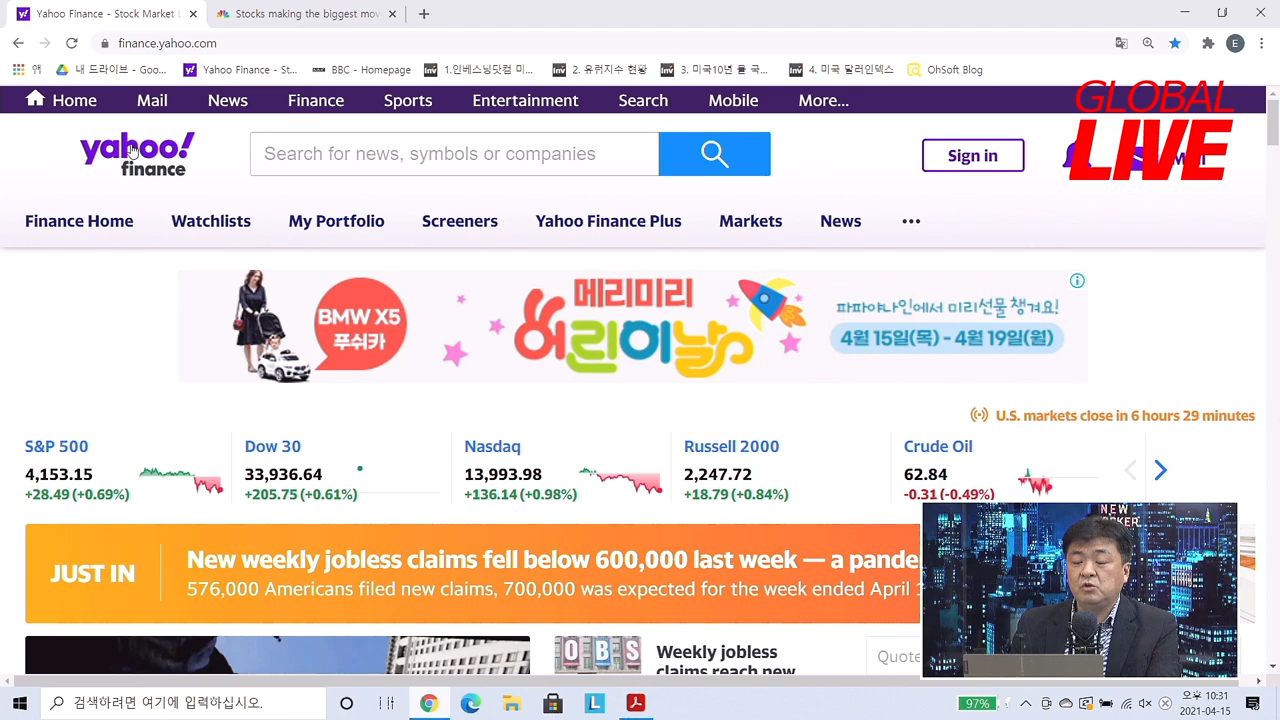 Yahoo Finance - Stock Market
Stocks making the biggest mov
finance.yahoo.com
앱
내 드라이브 - Goo...
Yahoo Finance - St...
BBC - Homepage
1.인베스팅닷컴 미...
3. 미국10년 물 국...
4. 미국 달러인덱스
OhSoft Blog
Home
Mail
News
Finance
Sports
Entertainment
Search
Mobile
More...
GLOBAL
LIVE
yahoo!
finance
Search for news, symbols or companies
Sign in
Finance Home
Watchlists
My Portfolio
Screeners
Yahoo Finance Plus
Markets
News
BMW X5
푸쉬카
메리미리
어린이날
파파야나인에서 미리선물 챙겨요!
4월 15일(목) - 4월 19일(월)
U.S. markets close in 6 hours 29 minutes
S&P 500
4,153.15
+28.49 (+0.69%)
Dow 30
33,936.64
+205.75 (+0.61%)
Nasdaq
13,993.98
+136.14 (+0.98%)
Russell 2000
2,247.72
+18.79 (+0.84%)
Crude Oil
62.84
-0.31 (-0.49%)
JUST IN
New weekly jobless claims fell below 600,000 last week — a pande
576,000 Americans filed new claims, 700,000 was expected for the week ended April
NEW
JOBS
Weekly jobless
claims reach new
Quote
검색하려면 여기에 입력하십시오.
97%
오후 10:31
2021-04-15